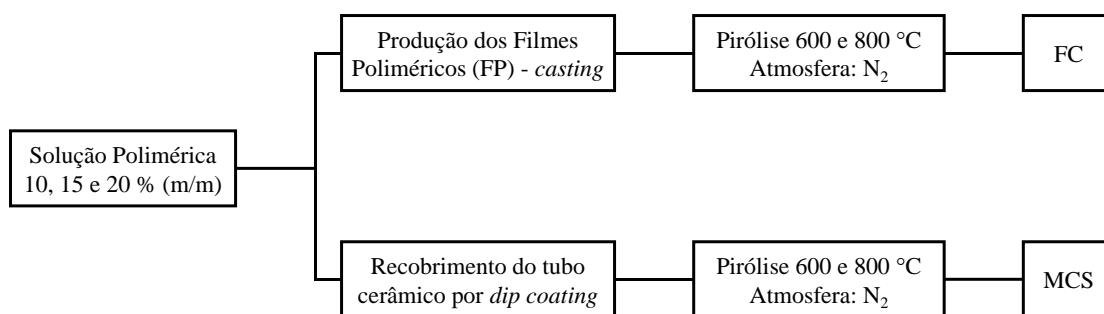 Produção dos Filmes
Poliméricos (FP) - casting
Pirólise 600 e 800 °C
Atmosfera: N₂
FC
Solução Polimérica
10, 15 e 20 % (m/m)
Recobrimento do tubo
cerâmico por dip coating
Pirólise 600 e 800 °C
Atmosfera: N₂
MCS